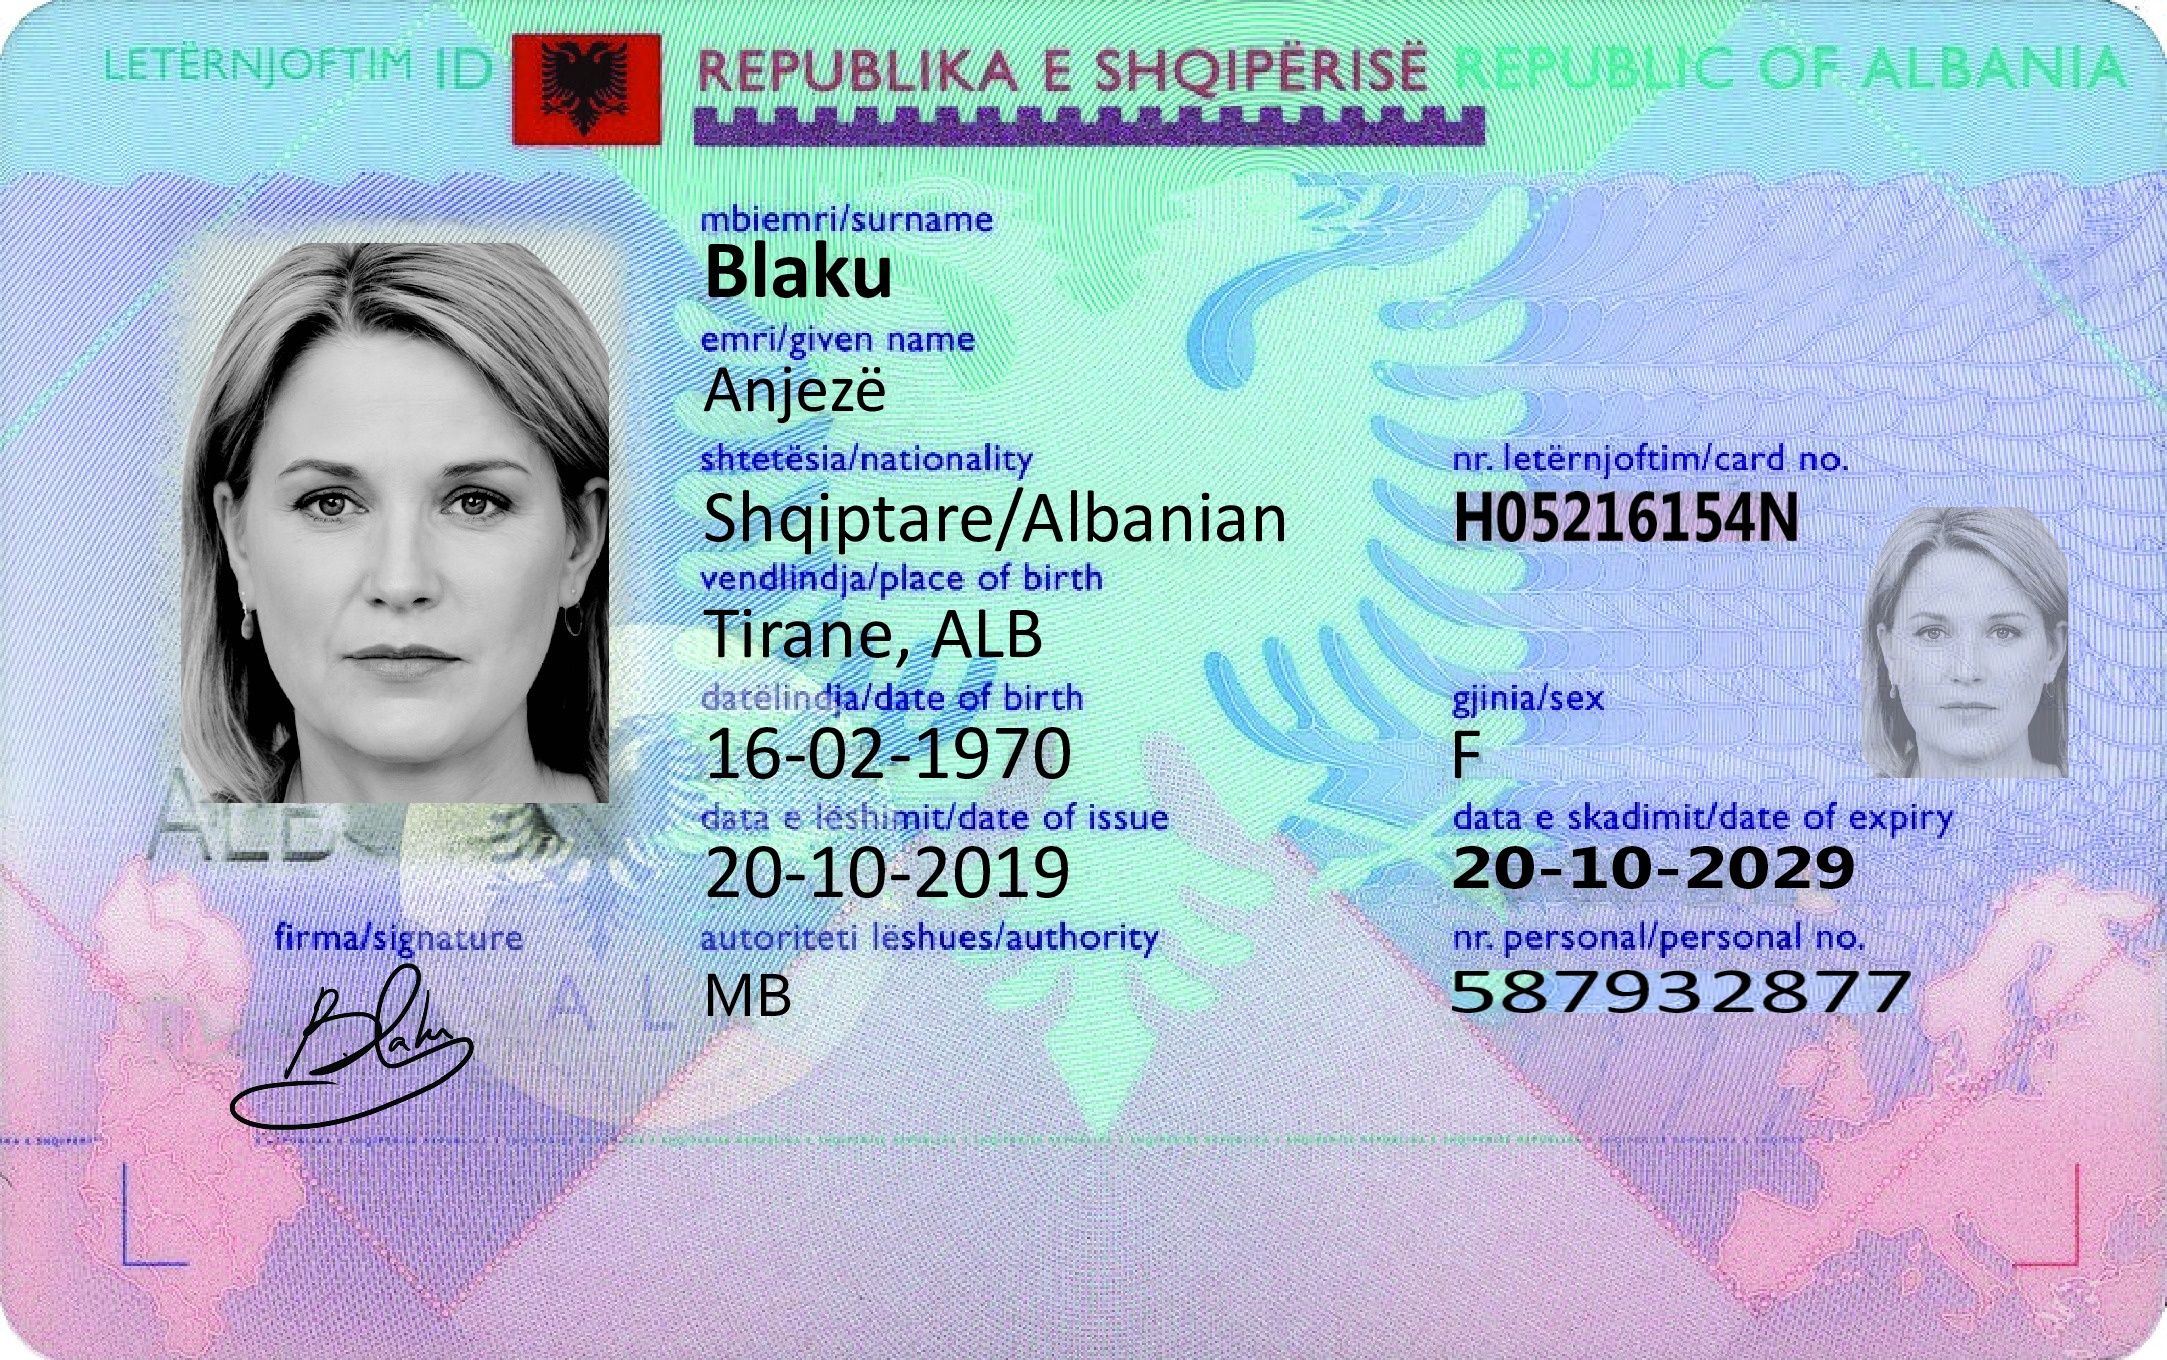 LETËRNJOFTIM ID REPUBLIKA E SHQIPËRISË REPUBLIC OF ALBANIA
mbiemri/surname
Blaku
emri/given name
Anjezë
shtetësia/nationality nr. letërnjoftim/card no.
Shqiptare/Albanian H05216154N
vendlindja/place of birth
Tirane, ALB
datëlindja/date of birth gjinia/sex
16-02-1970 F
ALB
data e lëshimit/date of issue data e skadimit/date of expiry
20-10-2019 20-10-2029
firma/signature autoriteti lëshues/authority nr. personal/personal no.
Blaku A L MB 587932877